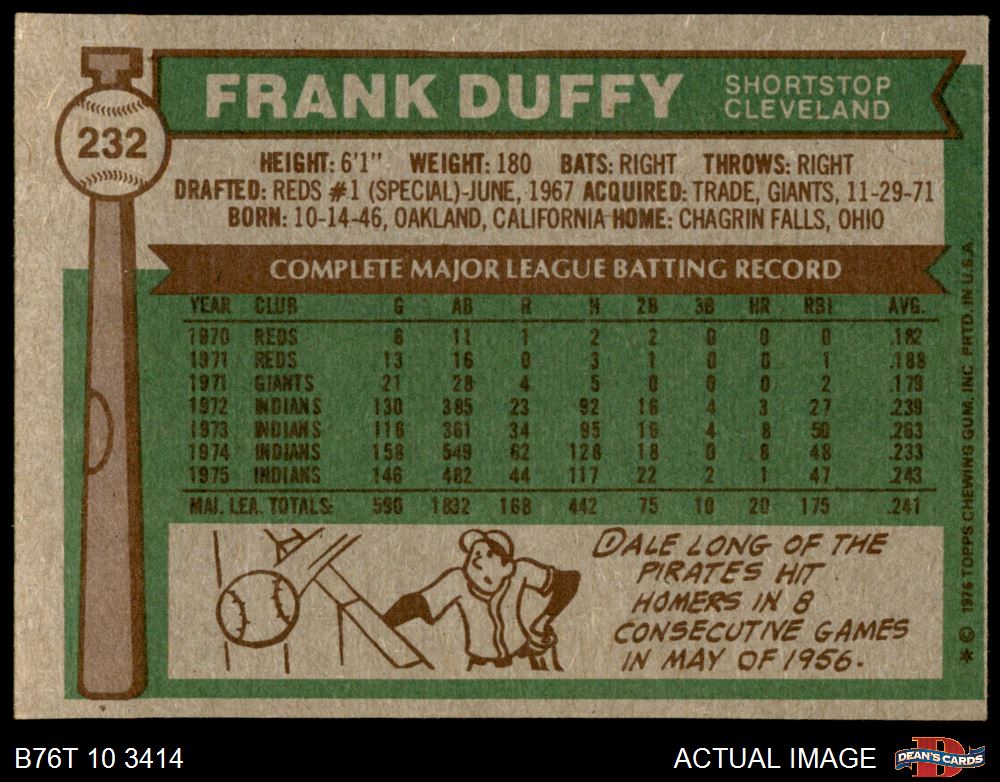 232
FRANK DUFFY
SHORTSTOP
CLEVELAND
HEIGHT: 6'1" WEIGHT: 180 BATS: RIGHT THROWS: RIGHT
DRAFTED: REDS #1 (SPECIAL)-JUNE, 1967 ACQUIRED: TRADE, GIANTS, 11-29-71
BORN: 10-14-46, OAKLAND, CALIFORNIA HOME: CHAGRIN FALLS, OHIO
COMPLETE MAJOR LEAGUE BATTING RECORD
YEAR CLUB G AB R H 2B 3B HR RBI AVG.
1970 REDS 6 11 1 2 2 0 0 0 .182
1971 REDS 13 16 0 3 1 0 0 1 .188
1971 GIANTS 21 28 4 5 0 0 0 2 .179
1972 INDIANS 130 385 23 92 16 4 3 27 .239
1973 INDIANS 116 361 34 95 16 4 8 50 .263
1974 INDIANS 158 549 62 128 18 0 8 48 .233
1975 INDIANS 146 482 44 117 22 2 1 47 .243
MAJ. LEA. TOTALS: 590 1832 168 442 75 10 20 175 .241
DALE LONG OF THE
PIRATES HIT
HOMERS IN 8
CONSECUTIVE GAMES
IN MAY OF 1956.
* © 1976 TOPPS CHEWING GUM, INC. PRTD. IN U.S.A.
B76T 10 3414
ACTUAL IMAGE
D
DEAN'S CARDS